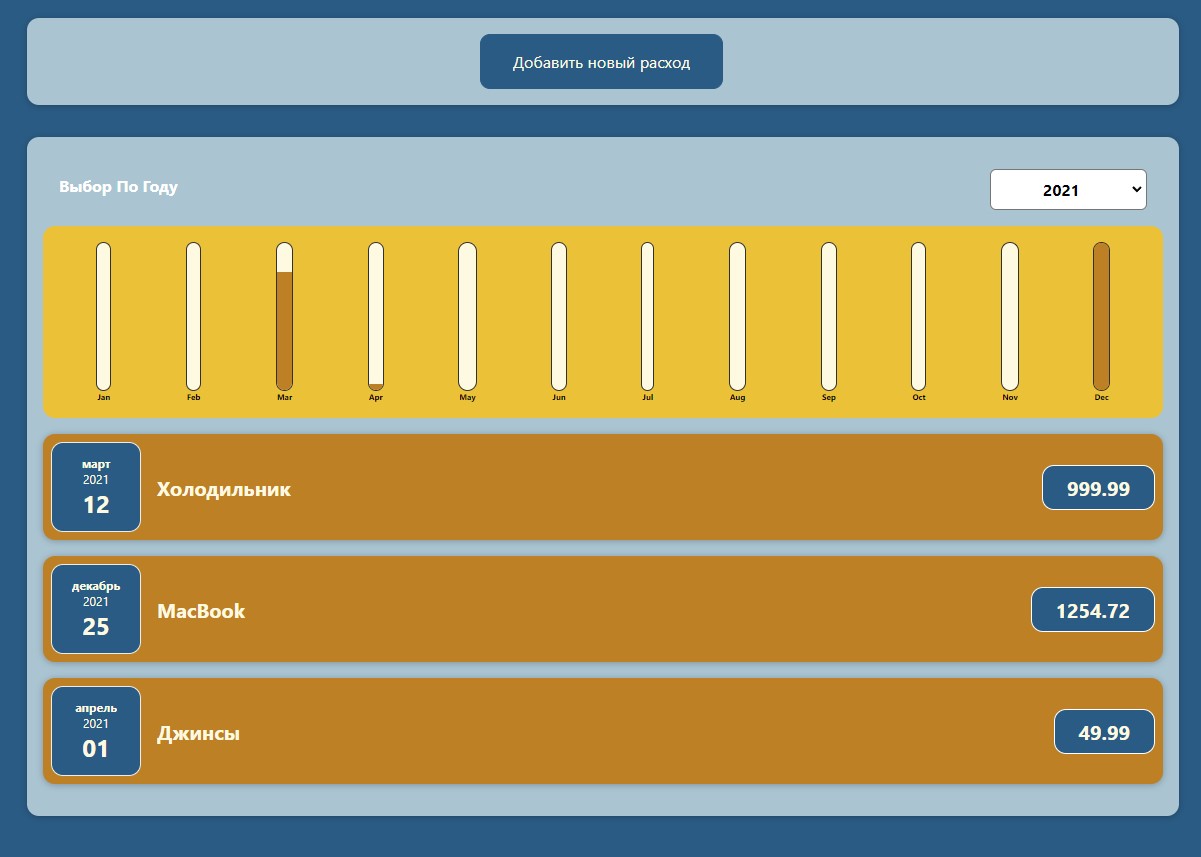 Добавить новый расход
Выбор По Году
2021
Jan Feb Mar Apr May Jun Jul Aug Sep Oct Nov Dec
март
2021
12
Холодильник
999.99
декабрь
2021
25
MacBook
1254.72
апрель
2021
01
Джинсы
49.99